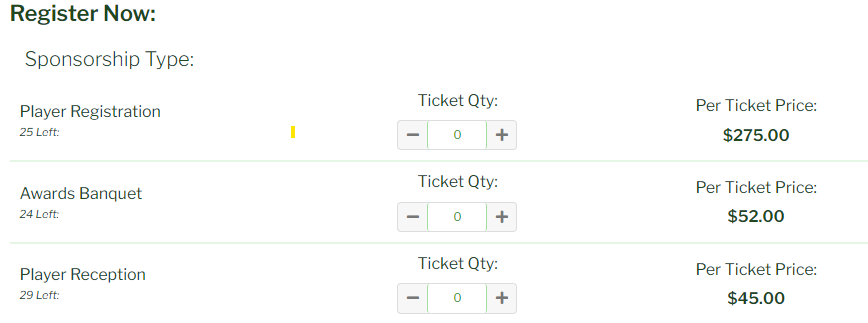 Register Now:
Sponsorship Type:
Player Registration
25 Left:
Ticket Qty:
− 0 +
Per Ticket Price:
$275.00
Awards Banquet
24 Left:
Ticket Qty:
− 0 +
Per Ticket Price:
$52.00
Player Reception
29 Left:
Ticket Qty:
− 0 +
Per Ticket Price:
$45.00